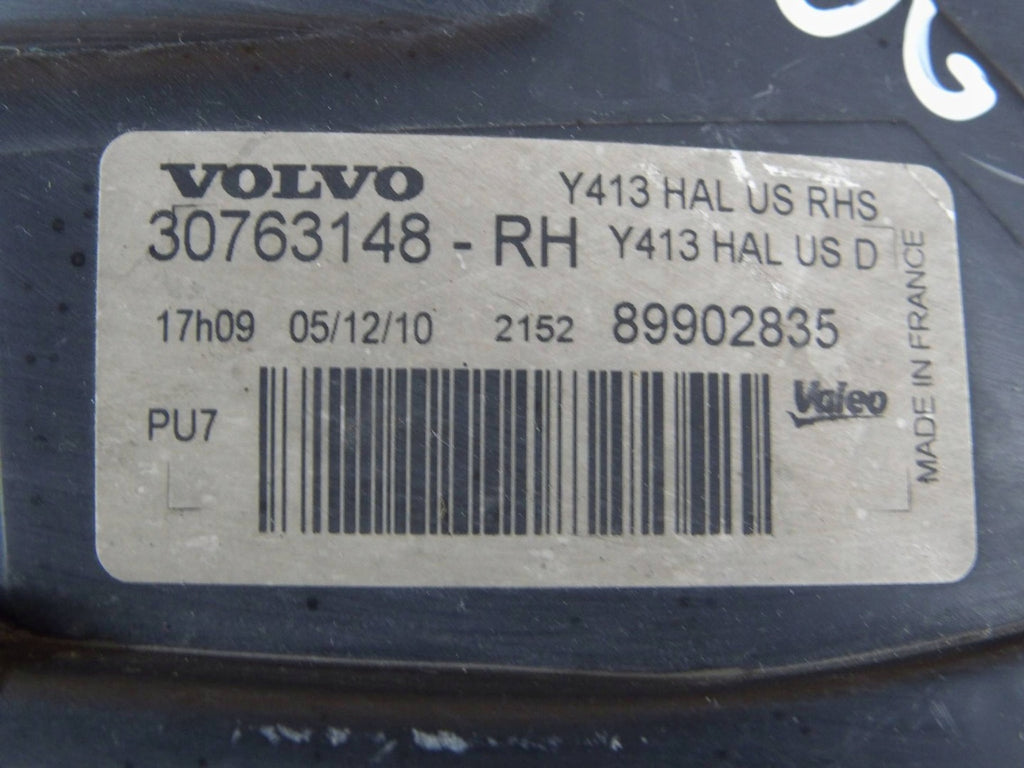 VOLVO Y413 HAL US RHS
30763148 - RH Y413 HAL US D
17h09 05/12/10 2152 89902835
PU7
Valeo
MADE IN FRANCE